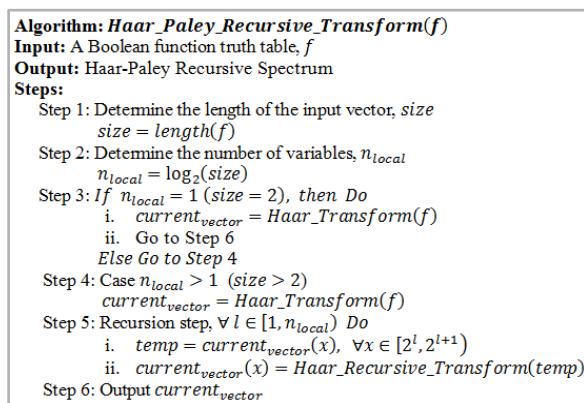 Algorithm: Haar_Paley_Recursive_Transform(f)
Input: A Boolean function truth table, f
Output: Haar-Paley Recursive Spectrum
Steps:
Step 1: Determine the length of the input vector, size
size = length(f)
Step 2: Determine the number of variables, n_local
n_local = log₂(size)
Step 3: If n_local = 1 (size = 2), then Do
i. current_vector = Haar_Transform(f)
ii. Go to Step 6
Else Go to Step 4
Step 4: Case n_local > 1 (size > 2)
current_vector = Haar_Transform(f)
Step 5: Recursion step, ∀ l ∈ [1, n_local) Do
i. temp = current_vector(x), ∀x ∈ [2^l, 2^{l+1})
ii. current_vector(x) = Haar_Recursive_Transform(temp)
Step 6: Output current_vector